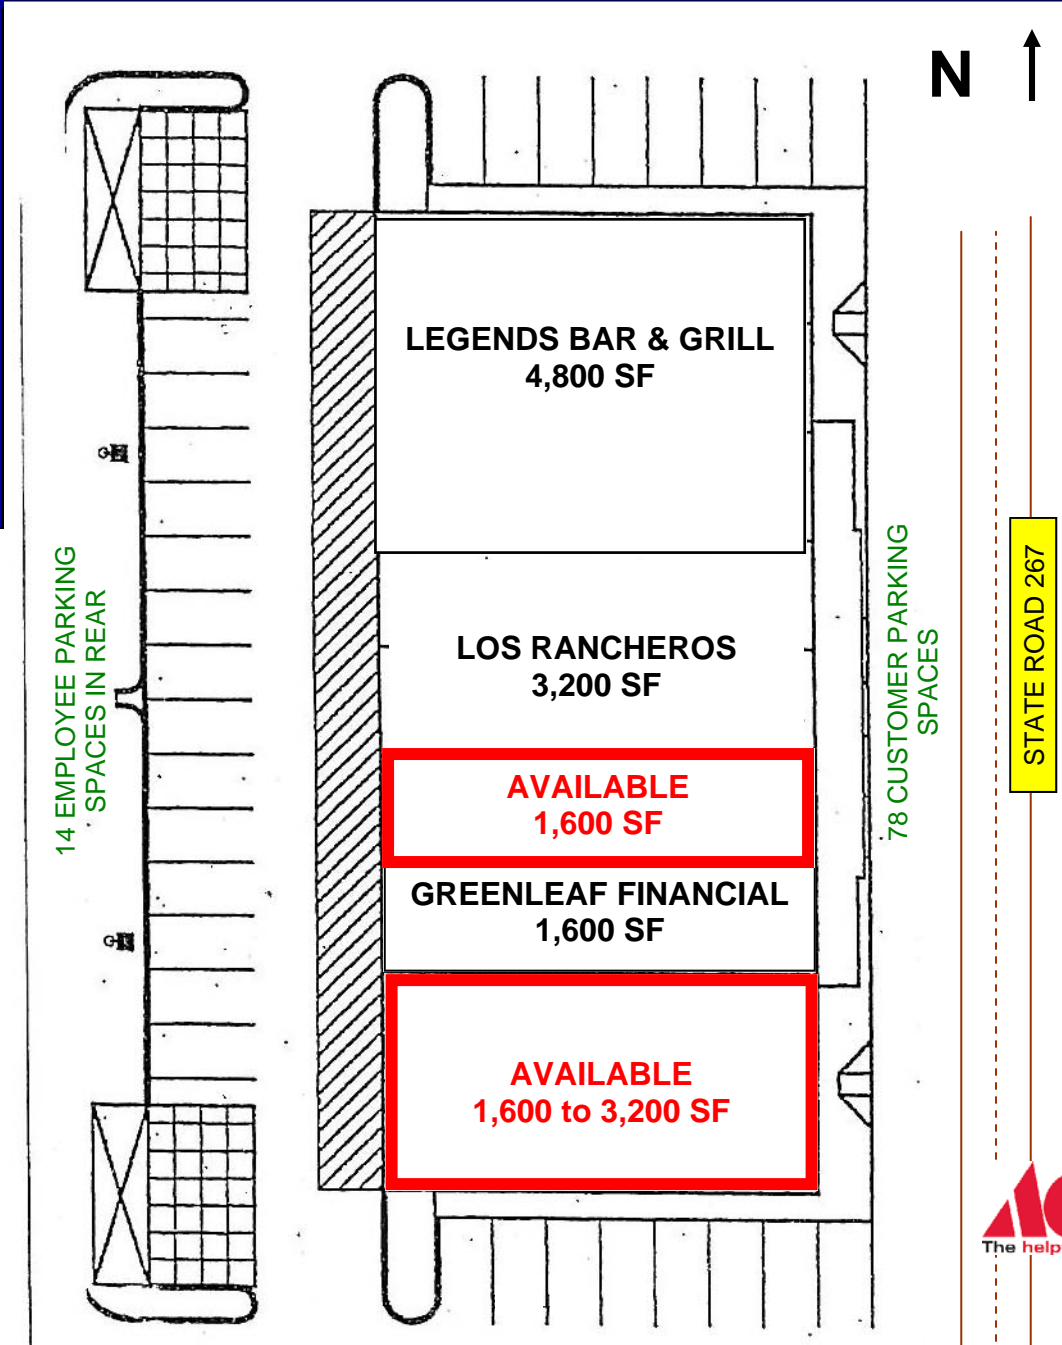 N
LEGENDS BAR & GRILL
4,800 SF
14 EMPLOYEE PARKING
SPACES IN REAR
LOS RANCHEROS
3,200 SF
78 CUSTOMER PARKING
SPACES
STATE ROAD 267
AVAILABLE
1,600 SF
GREENLEAF FINANCIAL
1,600 SF
AVAILABLE
1,600 to 3,200 SF
AC
The help